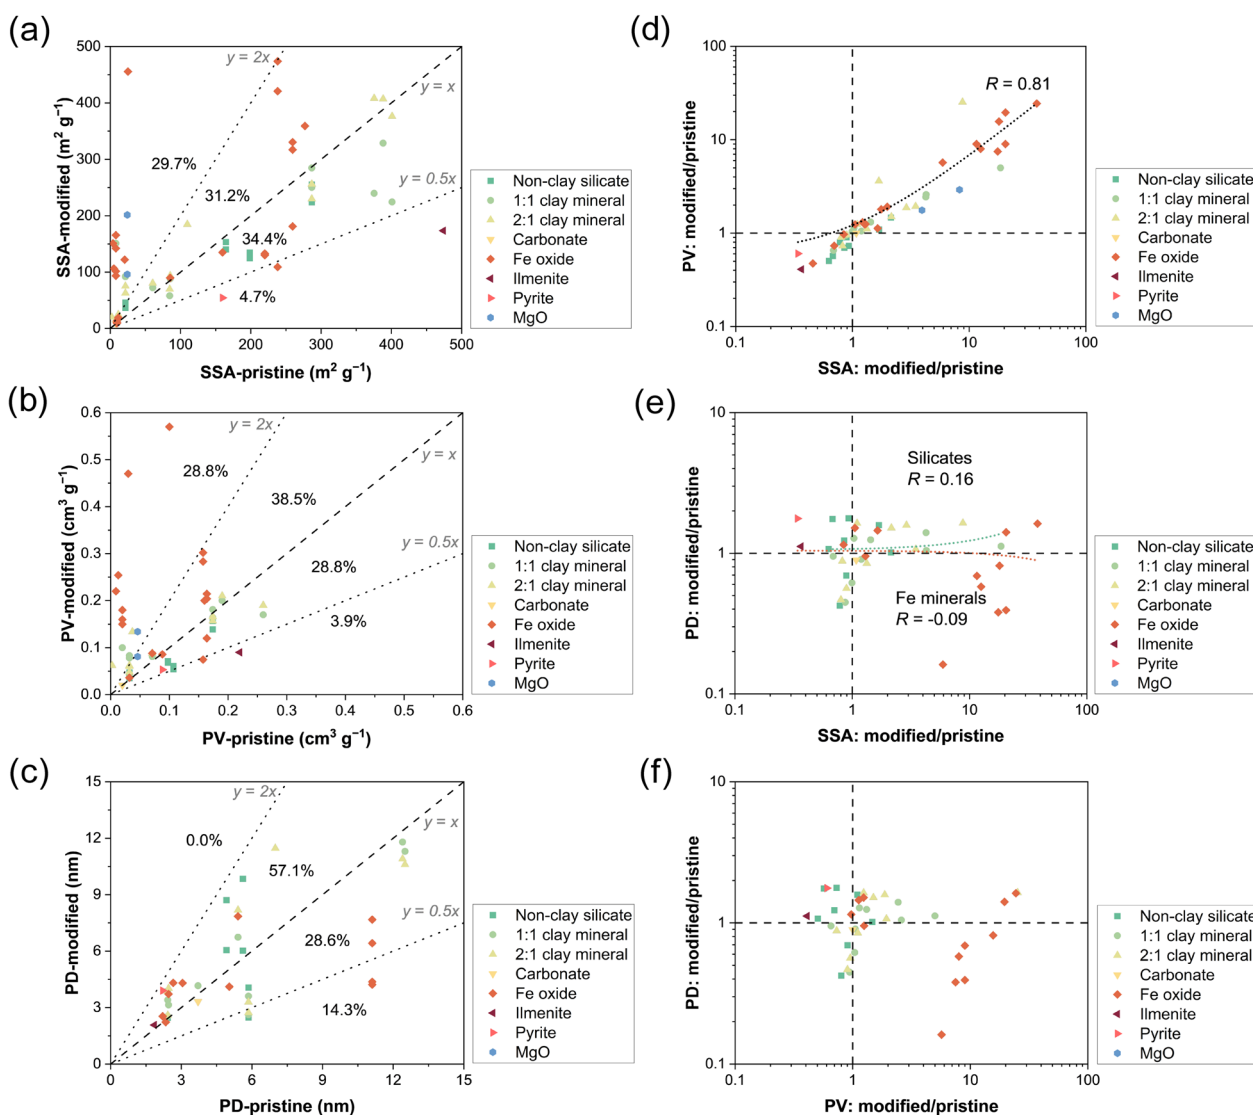 (a)
500
400
300
200
100
0
SSA-modified (m² g⁻¹)
y = 2x
y = x
y = 0.5x
29.7%
31.2%
34.4%
4.7%
0
100
200
300
400
500
SSA-pristine (m² g⁻¹)
Non-clay silicate
1:1 clay mineral
2:1 clay mineral
Carbonate
Fe oxide
Ilmenite
Pyrite
MgO
(d)
100
10
1
0.1
PV: modified/pristine
R = 0.81
0.1
1
10
100
SSA: modified/pristine
Non-clay silicate
1:1 clay mineral
2:1 clay mineral
Carbonate
Fe oxide
Ilmenite
Pyrite
MgO
(b)
0.6
0.5
0.4
0.3
0.2
0.1
0.0
PV-modified (cm³ g⁻¹)
y = 2x
y = x
y = 0.5x
28.8%
38.5%
28.8%
3.9%
0.0
0.1
0.2
0.3
0.4
0.5
0.6
PV-pristine (cm³ g⁻¹)
Non-clay silicate
1:1 clay mineral
2:1 clay mineral
Carbonate
Fe oxide
Ilmenite
Pyrite
MgO
(e)
10
1
0.1
PD: modified/pristine
Silicates
R = 0.16
Fe minerals
R = -0.09
0.1
1
10
100
SSA: modified/pristine
Non-clay silicate
1:1 clay mineral
2:1 clay mineral
Carbonate
Fe oxide
Ilmenite
Pyrite
MgO
(c)
15
12
9
6
3
0
PD-modified (nm)
y = 2x
y = x
y = 0.5x
0.0%
57.1%
28.6%
14.3%
0
3
6
9
12
15
PD-pristine (nm)
Non-clay silicate
1:1 clay mineral
2:1 clay mineral
Carbonate
Fe oxide
Ilmenite
Pyrite
MgO
(f)
10
1
0.1
PD: modified/pristine
0.1
1
10
100
PV: modified/pristine
Non-clay silicate
1:1 clay mineral
2:1 clay mineral
Carbonate
Fe oxide
Ilmenite
Pyrite
MgO